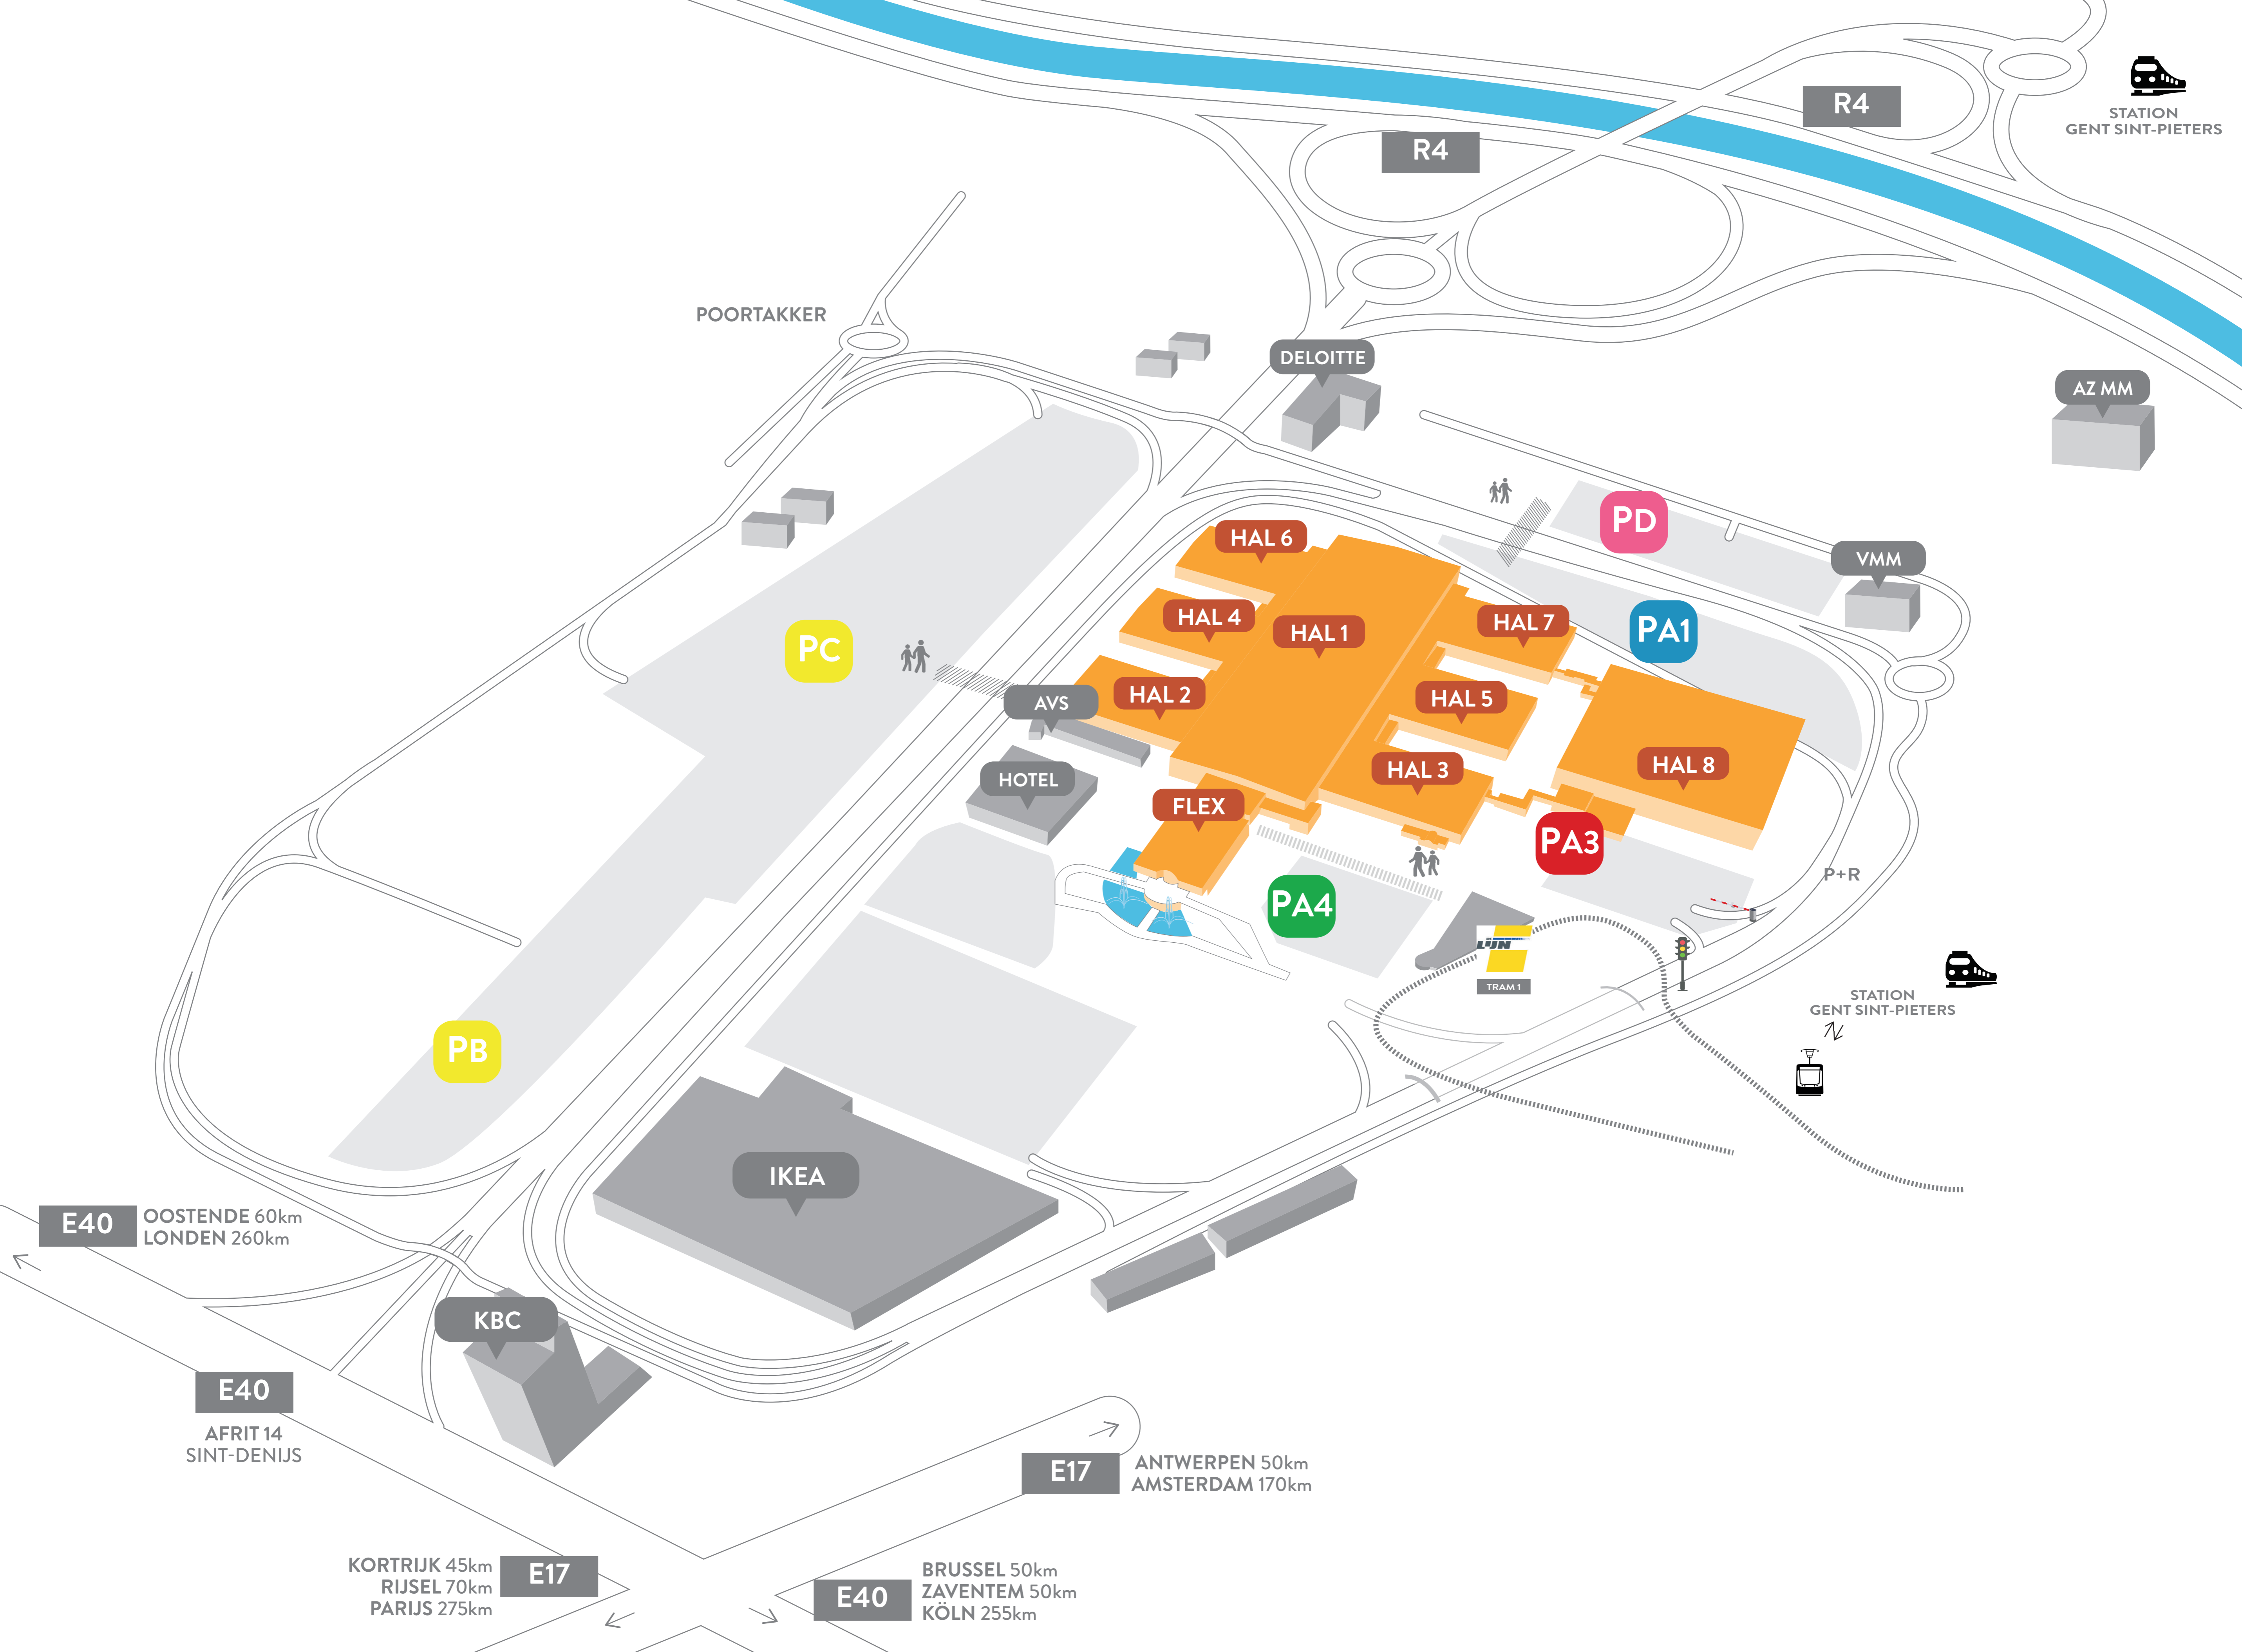 R4
STATION
GENT SINT-PIETERS
R4
POORTAKKER
DELOITTE
AZ MM
PD
HAL 6
VMM
HAL 4
HAL 1
HAL 7
PA1
PC
HAL 2
AVS
HAL 5
HOTEL
HAL 3
HAL 8
FLEX
PA3
P+R
PA4
LIJN
TRAM 1
STATION
GENT SINT-PIETERS
PB
IKEA
E40
OOSTENDE 60km
LONDEN 260km
KBC
E40
AFRIT 14
SINT-DENIJS
E17
ANTWERPEN 50km
AMSTERDAM 170km
KORTRIJK 45km
RIJSEL 70km
PARIJS 275km
E17
E40
BRUSSEL 50km
ZAVENTEM 50km
KÖLN 255km